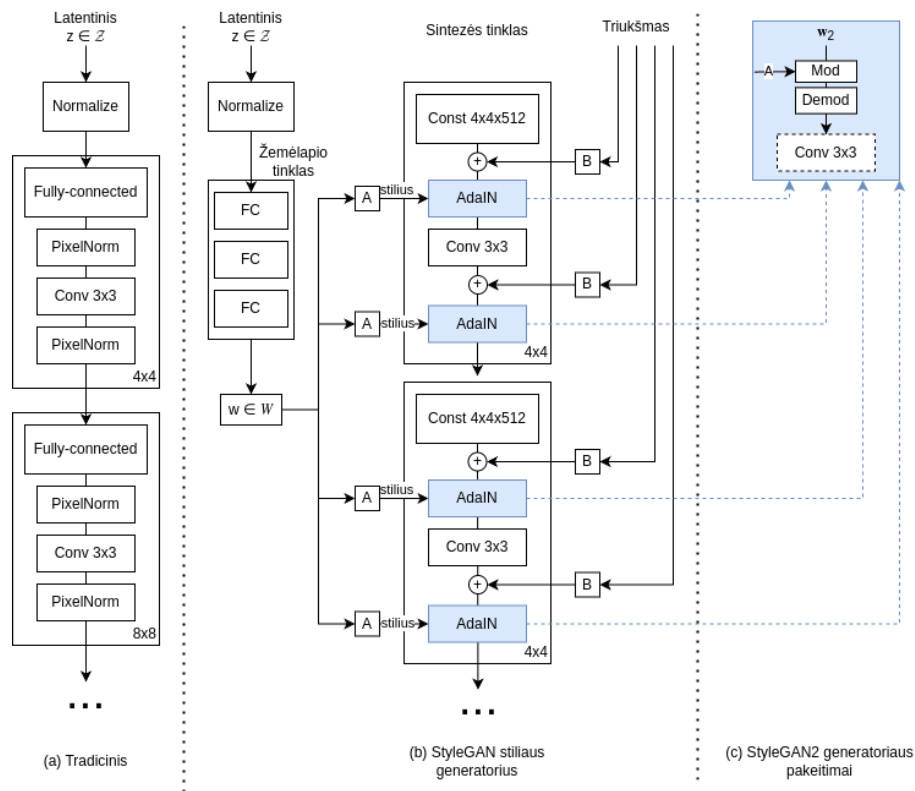 Latentinis
z ∈ 𝒵
Normalize
Fully-connected
PixelNorm
Conv 3x3
PixelNorm
4x4
Fully-connected
PixelNorm
Conv 3x3
PixelNorm
8x8
...
(a) Tradicinis
Latentinis
z ∈ 𝒵
Normalize
Žemėlapio
tinklas
FC
FC
FC
w ∈ W
Sintezės tinklas
Triukšmas
Const 4x4x512
+
B
A
stilius
AdaIN
Conv 3x3
+
B
A
stilius
AdaIN
4x4
Const 4x4x512
+
B
A
stilius
AdaIN
Conv 3x3
+
B
A
stilius
AdaIN
4x4
...
(b) StyleGAN stiliaus
generatorius
w₂
A
Mod
Demod
Conv 3x3
(c) StyleGAN2 generatoriaus
pakeitimai